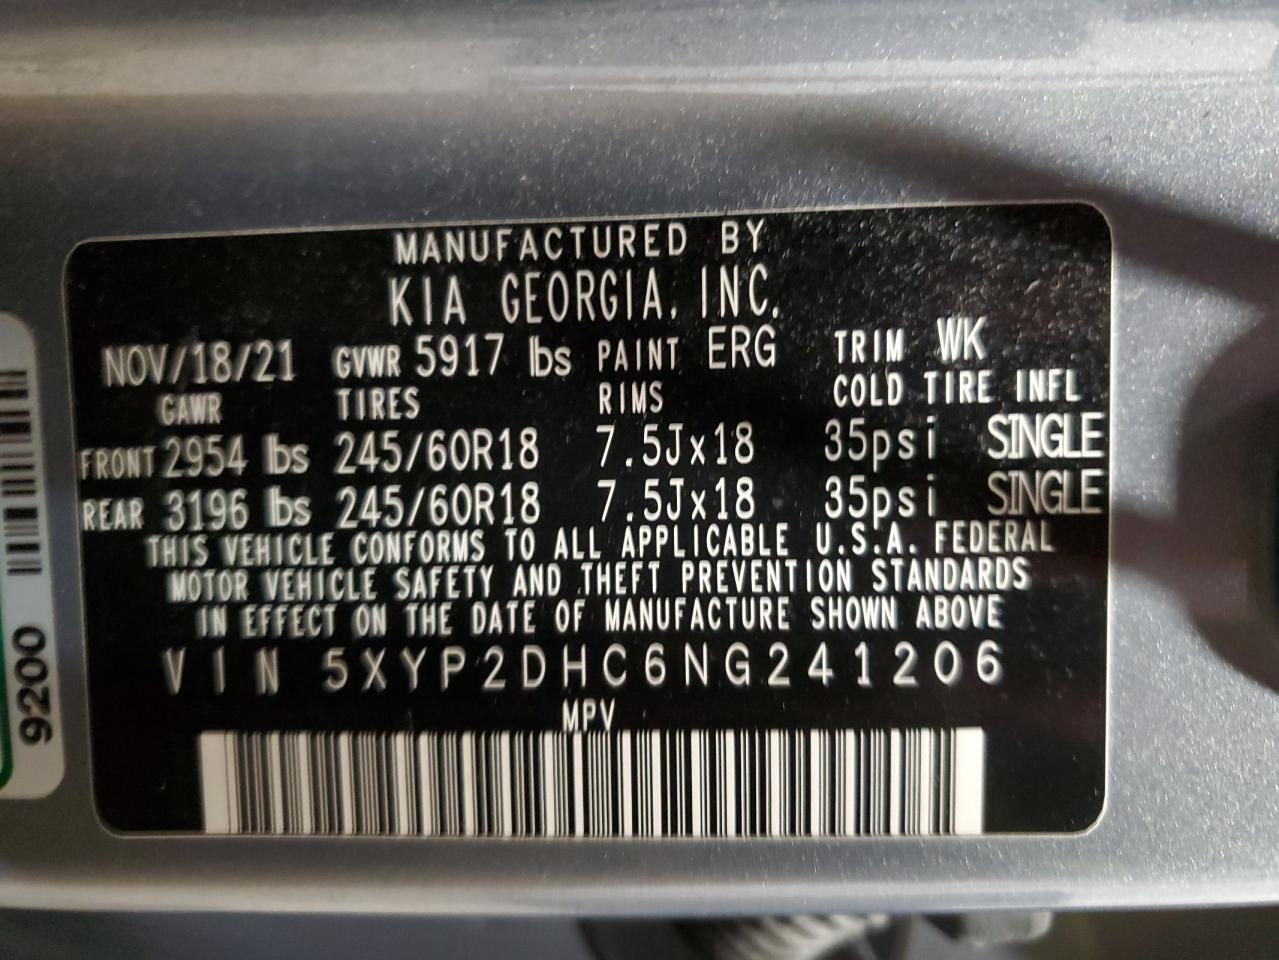 MANUFACTURED BY
KIA GEORGIA, INC.
NOV/18/21 GVWR 5917 lbs PAINT ERG TRIM WK
GAWR TIRES RIMS COLD TIRE INFL
FRONT 2954 lbs 245/60R18 7.5Jx18 35psi SINGLE
REAR 3196 lbs 245/60R18 7.5Jx18 35psi SINGLE
THIS VEHICLE CONFORMS TO ALL APPLICABLE U.S.A. FEDERAL
MOTOR VEHICLE SAFETY AND THEFT PREVENTION STANDARDS
IN EFFECT ON THE DATE OF MANUFACTURE SHOWN ABOVE
VIN 5XYP2DHC6NG241206
MPV
9200